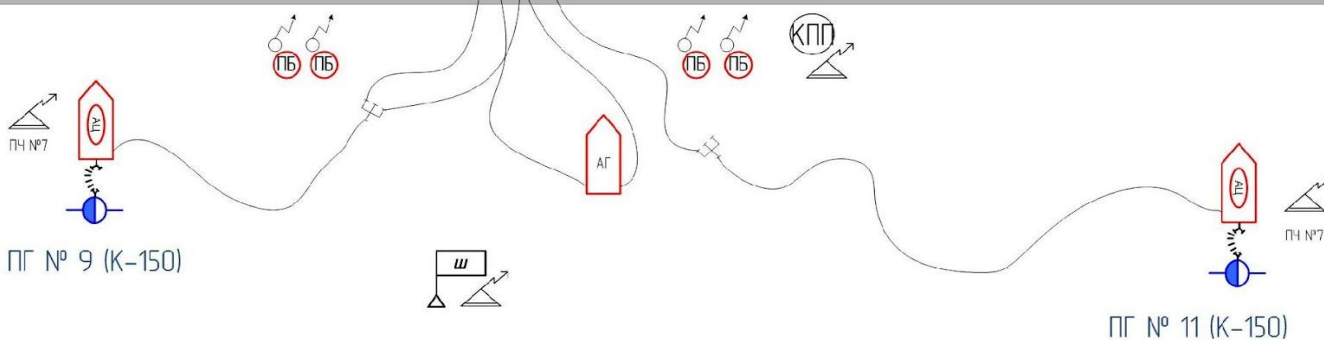 КПП
ПБ ПБ
ПБ ПБ
АЦ
ПЧ №7
АГ
АЦ
ПЧ №7
ПГ № 9 (К-150)
Ш
ПГ № 11 (К-150)